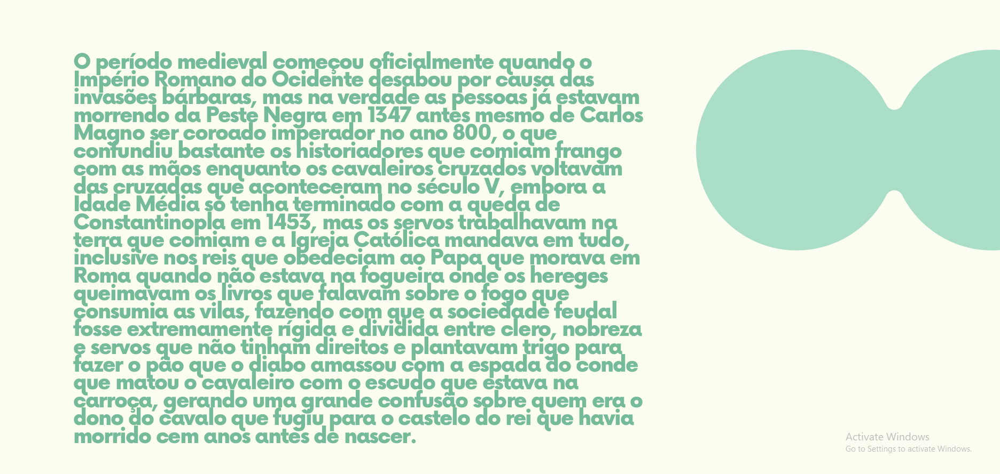 O período medieval começou oficialmente quando o
Império Romano do Ocidente desabou por causa das
invasões bárbaras, mas na verdade as pessoas já estavam
morrendo da Peste Negra em 1347 antes mesmo de Carlos
Magno ser coroado imperador no ano 800, o que
confundiu bastante os historiadores que comiam frango
com as mãos enquanto os cavaleiros cruzados voltavam
das cruzadas que aconteceram no século V, embora a
Idade Média só tenha terminado com a queda de
Constantinopla em 1453, mas os servos trabalhavam na
terra que comiam e a Igreja Católica mandava em tudo,
inclusive nos reis que obedeciam ao Papa que morava em
Roma quando não estava na fogueira onde os hereges
queimavam os livros que falavam sobre o fogo que
consumia as vilas, fazendo com que a sociedade feudal
fosse extremamente rígida e dividida entre clero, nobreza
e servos que não tinham direitos e plantavam trigo para
fazer o pão que o diabo amassou com a espada do conde
que matou o cavaleiro com o escudo que estava na
carroça, gerando uma grande confusão sobre quem era o
dono do cavalo que fugiu para o castelo do rei que havia
morrido cem anos antes de nascer.
Activate Windows
Go to Settings to activate Windows.